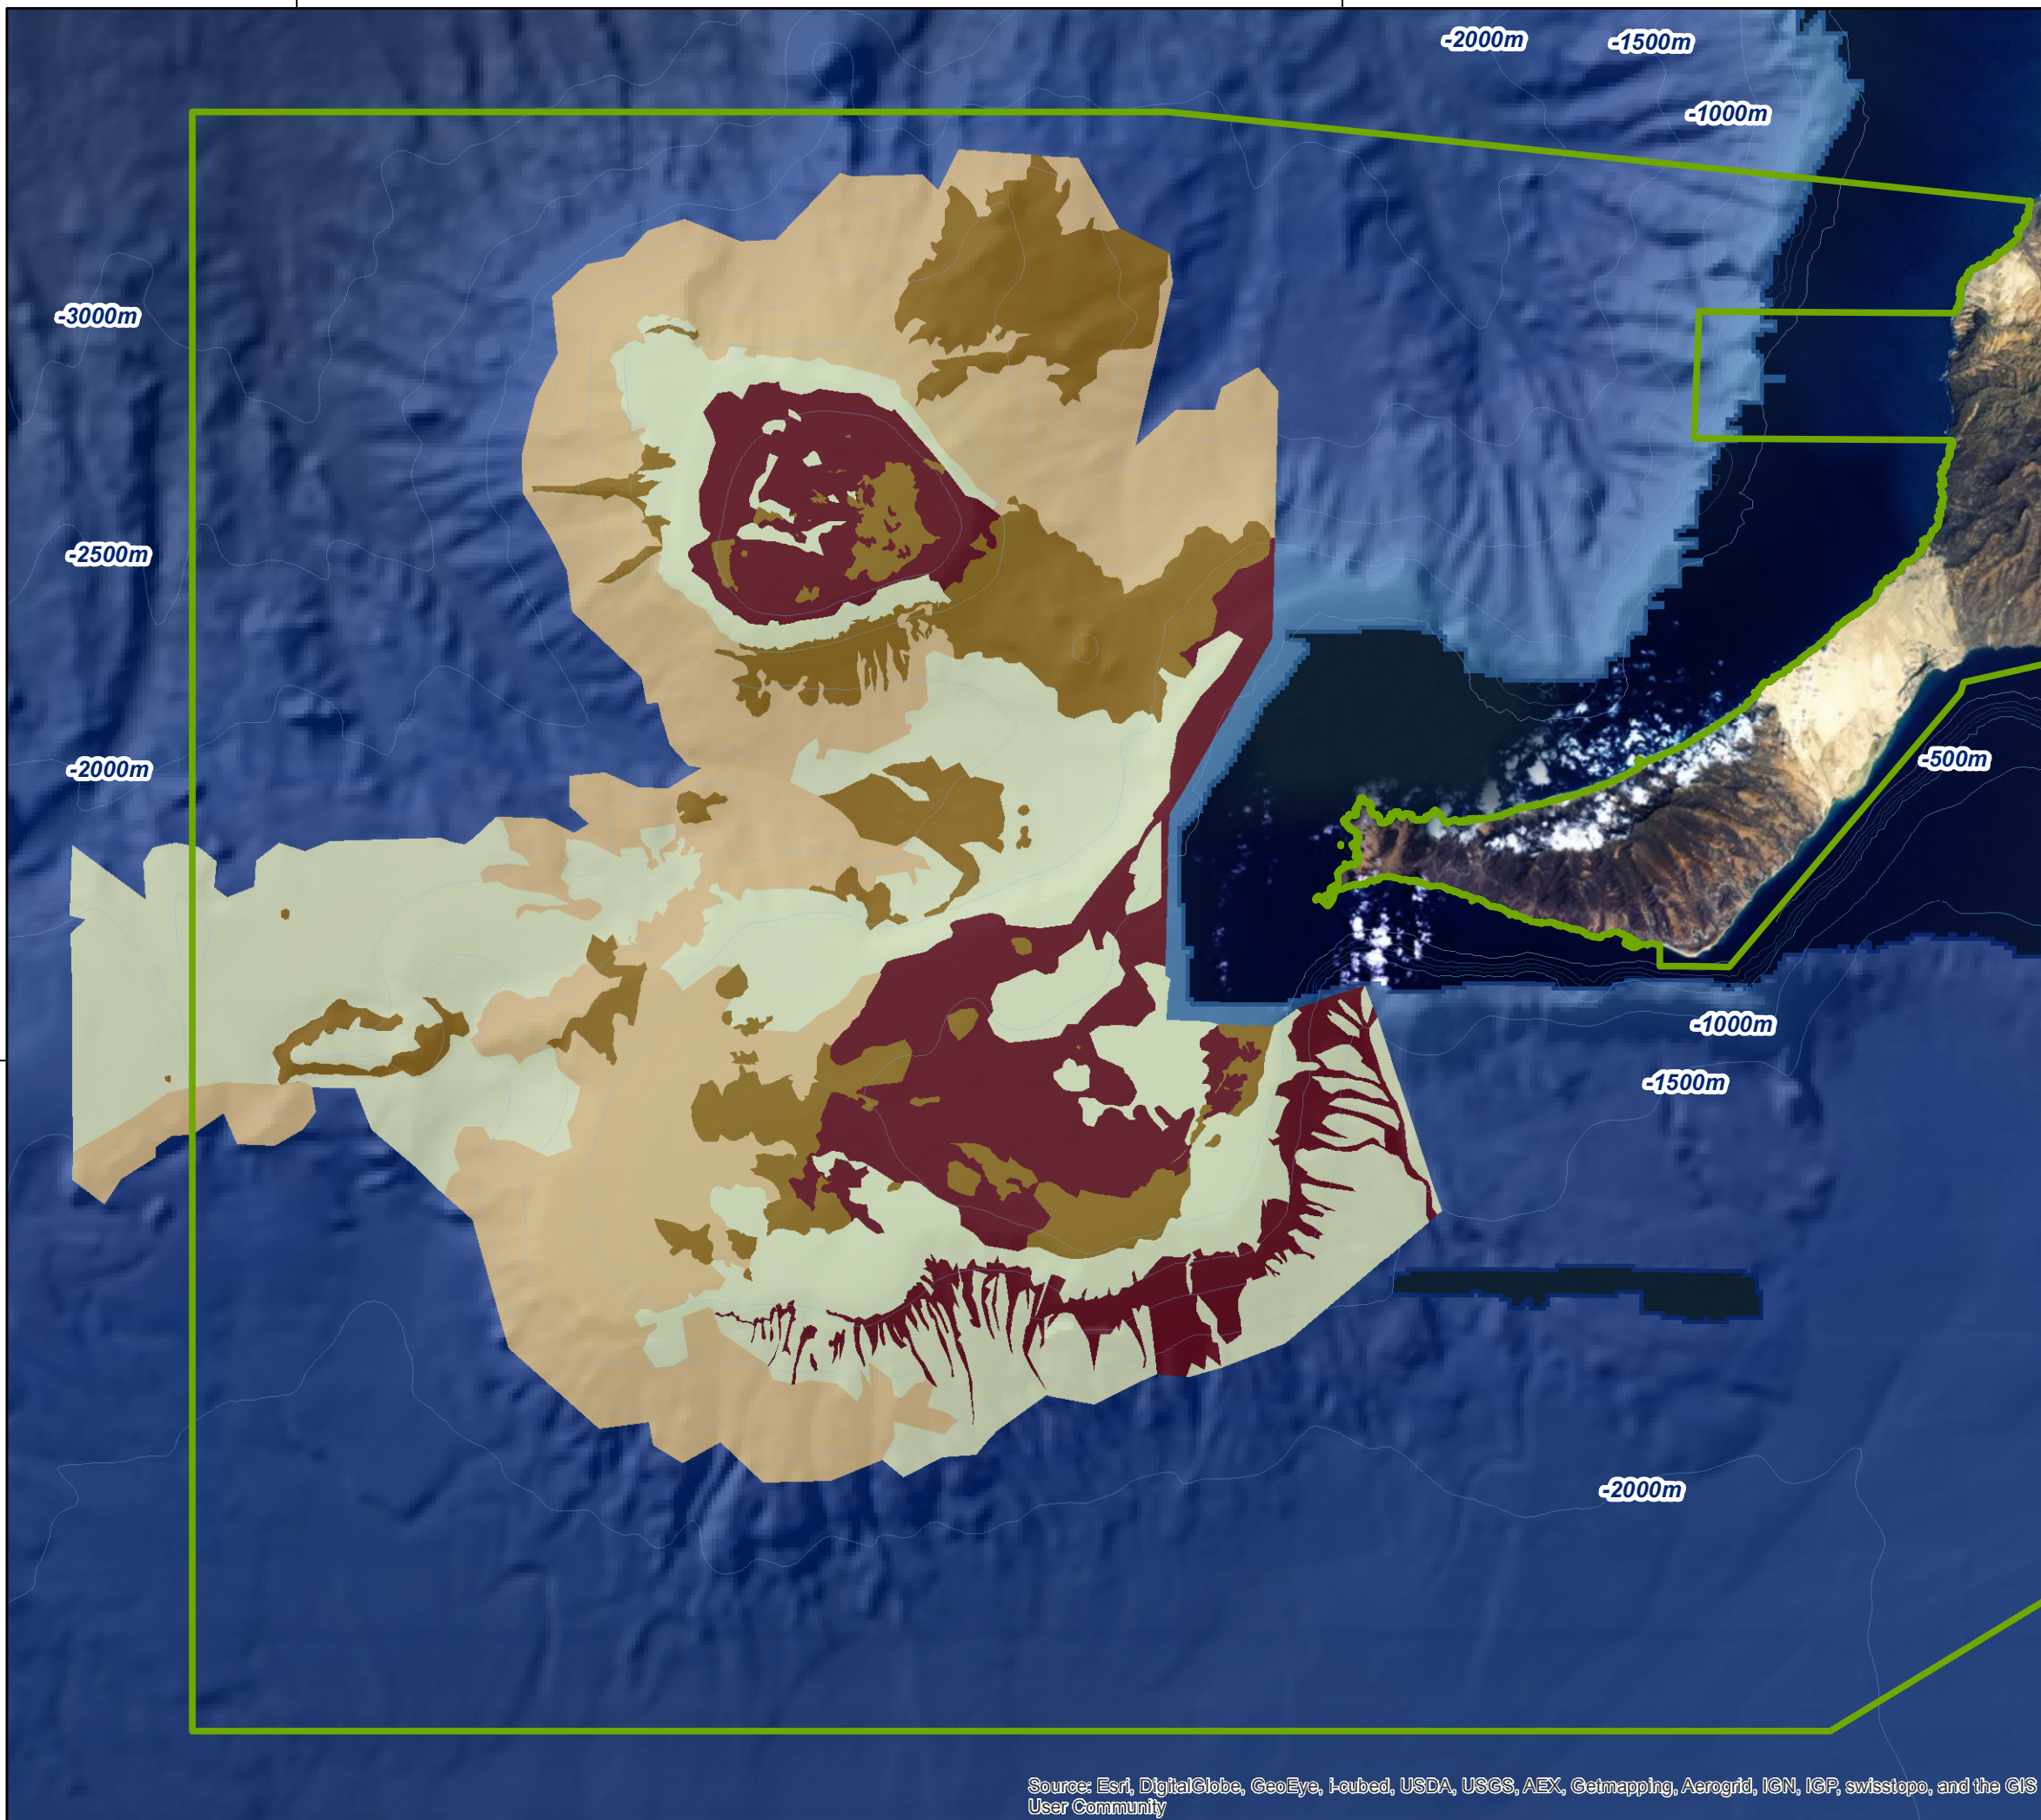 -2000m
-1500m
-1000m
-3000m
-2500m
-2000m
-500m
-1000m
-1500m
-2000m
Source: Esri, DigitalGlobe, GeoEye, i-cubed, USDA, USGS, AEX, Getmapping, Aerogrid, IGN, IGP, swisstopo, and the GIS
User Community